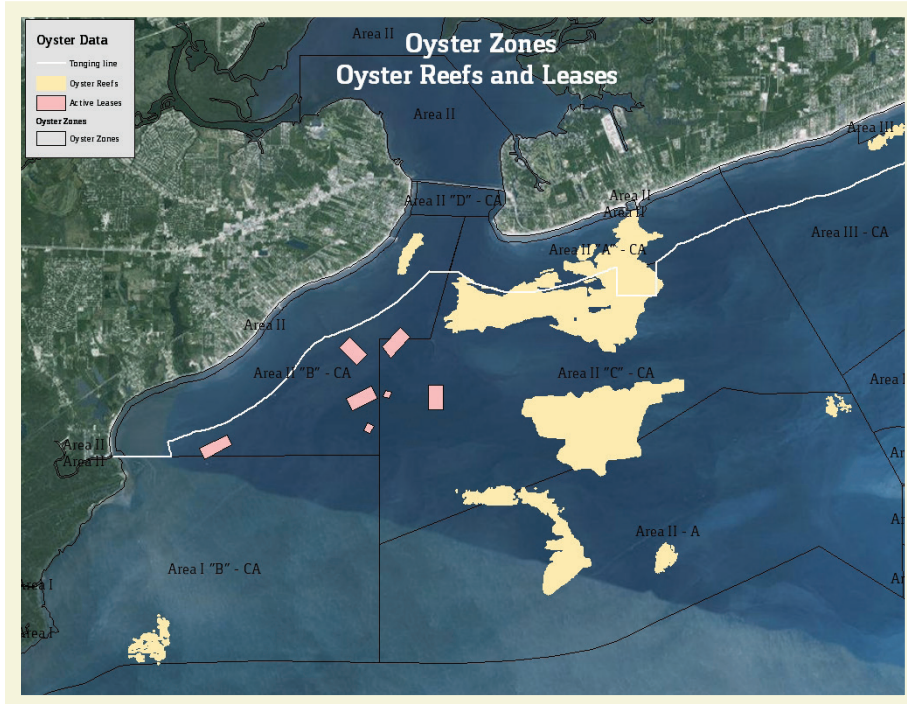 Oyster Zones
Oyster Reefs and Leases
Oyster Data
Tonging line
Oyster Reefs
Active Leases
Oyster Zones
Oyster Zones
Area II
Area II
Area III
Area II "D" - CA
Area II
Area II
Area II "A" - CA
Area III - CA
Area II
Area II "B" - CA
Area II "C" - CA
Area II
Area II
Area II - A
Area I "B" - CA
Area I
Area I